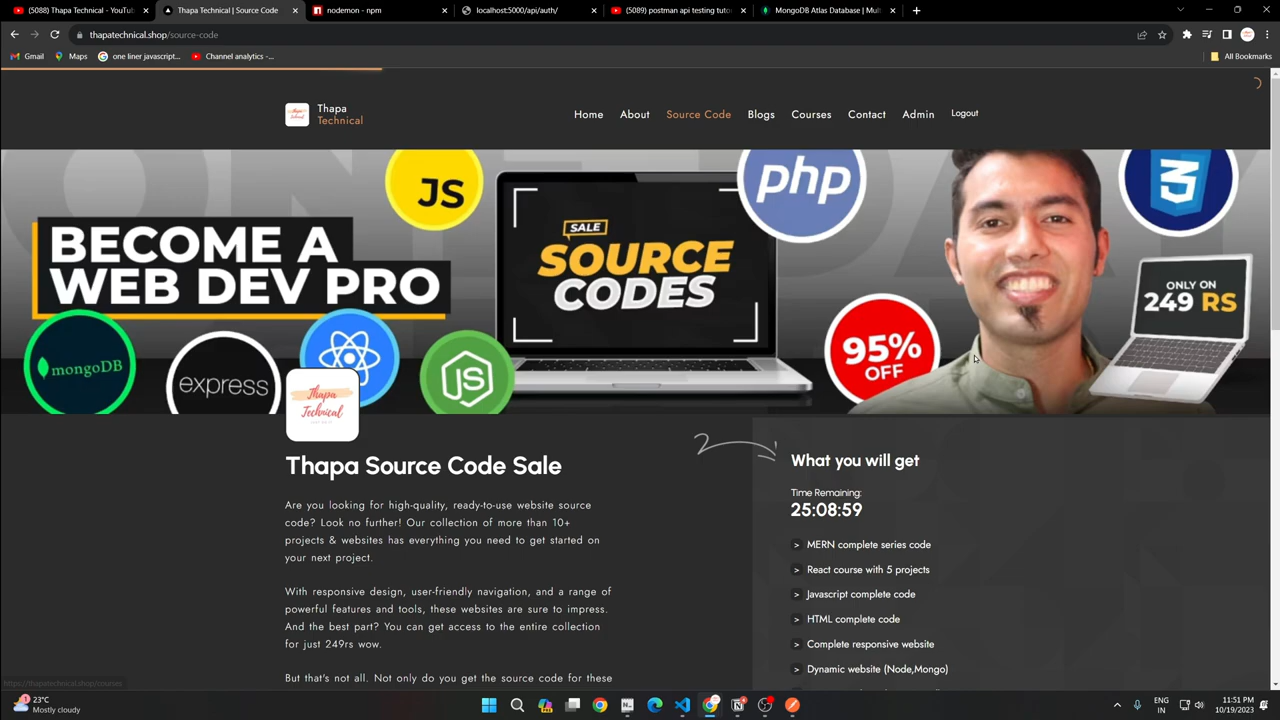 (5088) Thapa Technical - YouTu
Thapa Technical | Source Code
nodemon - npm
localhost:5000/api/auth/
(5089) postman api testing tutor
MongoDB Atlas Database | Mult
thapatechnical.shop/source-code
Gmail
Maps
one liner javascript...
Channel analytics -...
All Bookmarks
Thapa
Technical
Home
About
Source Code
Blogs
Courses
Contact
Admin
Logout
BECOME A
WEB DEV PRO
JS
SALE
SOURCE
CODES
php
3
ONLY ON
249 RS
95%
OFF
mongoDB
express
JS
Thapa
Technical
Thapa Source Code Sale
Are you looking for high-quality, ready-to-use website source
code? Look no further! Our collection of more than 10+
projects & websites has everything you need to get started on
your next project.
With responsive design, user-friendly navigation, and a range of
powerful features and tools, these websites are sure to impress.
And the best part? You can get access to the entire collection
for just 249rs wow.
But that's not all. Not only do you get the source code for these
What you will get
Time Remaining:
25:08:59
> MERN complete series code
> React course with 5 projects
> Javascript complete code
> HTML complete code
> Complete responsive website
> Dynamic website (Node,Mongo)
https://thapatechnical.shop/courses
23°C
Mostly cloudy
ENG
IN
11:51 PM
10/19/2023